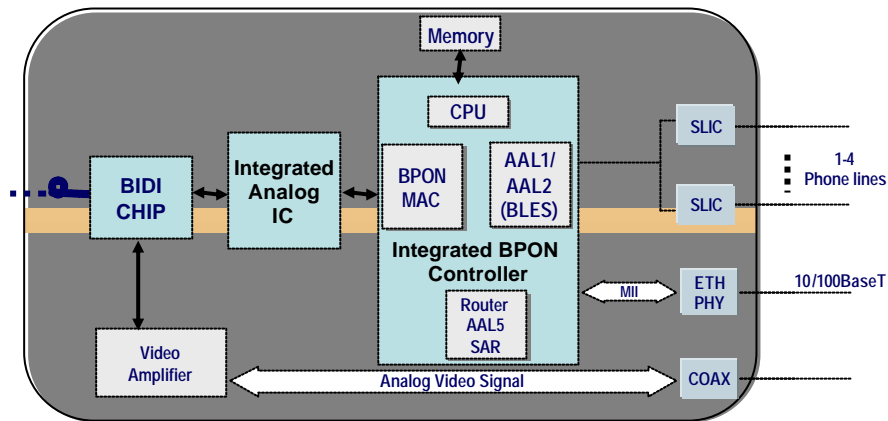 Memory
CPU
BIDI
CHIP
Integrated
Analog
IC
BPON
MAC
AAL1/
AAL2
(BLES)
Integrated BPON
Controller
Router
AAL5
SAR
SLIC
SLIC
1-4
Phone lines
MII
ETH
PHY
10/100BaseT
Video
Amplifier
Analog Video Signal
COAX